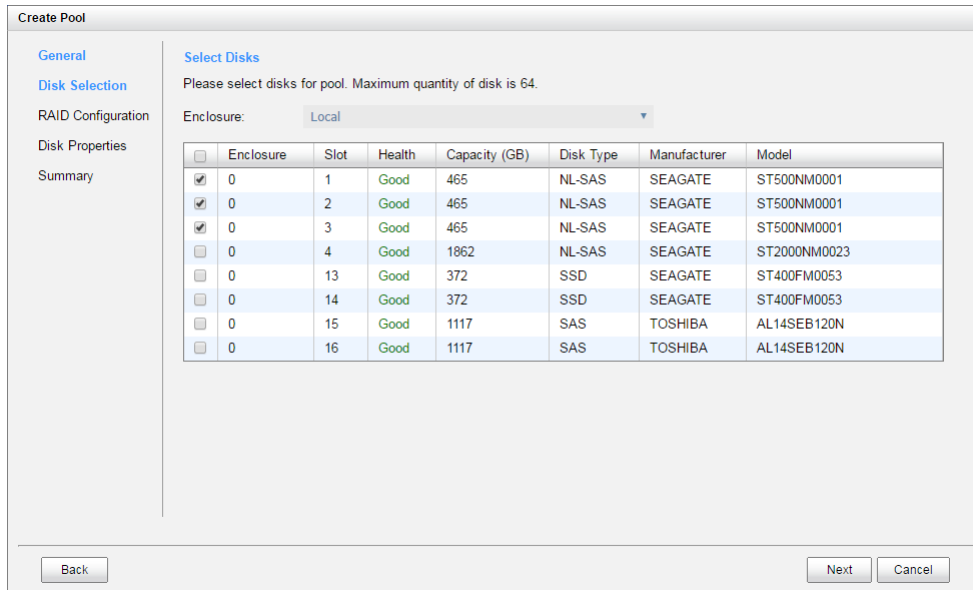 Create Pool
General
Disk Selection
RAID Configuration
Disk Properties
Summary
Select Disks
Please select disks for pool. Maximum quantity of disk is 64.
Enclosure: Local
Enclosure Slot Health Capacity (GB) Disk Type Manufacturer Model
0 1 Good 465 NL-SAS SEAGATE ST500NM0001
0 2 Good 465 NL-SAS SEAGATE ST500NM0001
0 3 Good 465 NL-SAS SEAGATE ST500NM0001
0 4 Good 1862 NL-SAS SEAGATE ST2000NM0023
0 13 Good 372 SSD SEAGATE ST400FM0053
0 14 Good 372 SSD SEAGATE ST400FM0053
0 15 Good 1117 SAS TOSHIBA AL14SEB120N
0 16 Good 1117 SAS TOSHIBA AL14SEB120N
Back Next Cancel